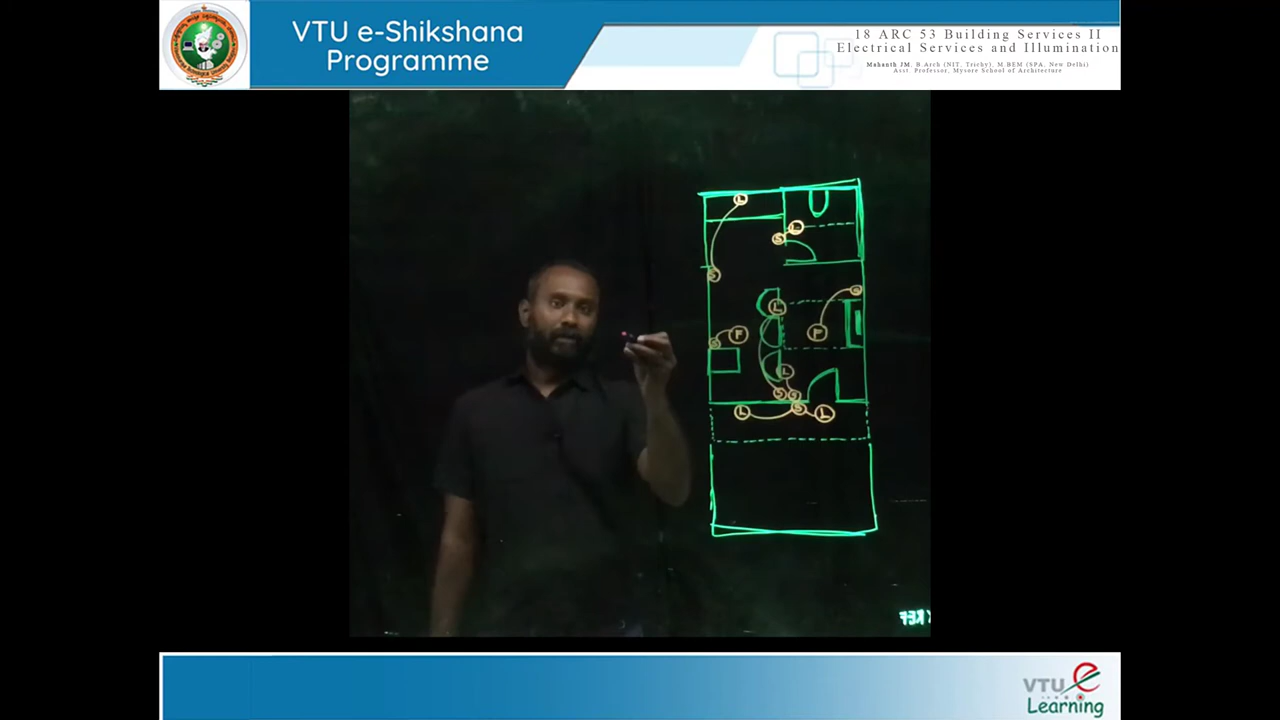 VTU e-Shikshana
Programme
18 ARC 53 Building Services II
Electrical Services and Illumination
Mahanth JM, B Arch (NIT, Trichy), M BEM (SPA, New Delhi)
Asst. Professor, Mysore School of Architecture
L
L
S
S
S
L
F
P
S
L
S
S
L
S
L
VTU e
Learning